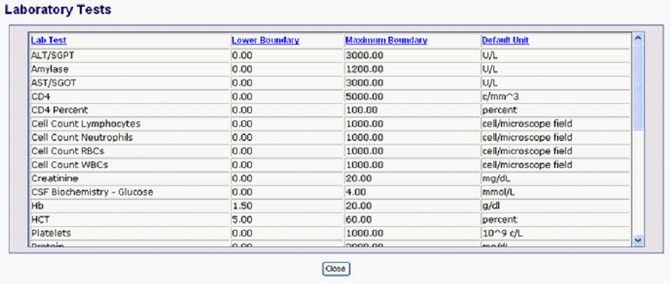 Laboratory Tests
Lab Test Lower Boundary Maximum Boundary Default Unit
ALT/SGPT 0.00 3000.00 U/L
Amylase 0.00 1200.00 U/L
AST/SGOT 0.00 3000.00 U/L
CD4 0.00 5000.00 c/mm^3
CD4 Percent 0.00 100.00 percent
Cell Count Lymphocytes 0.00 1000.00 cell/microscope field
Cell Count Neutrophils 0.00 1000.00 cell/microscope field
Cell Count RBCs 0.00 1000.00 cell/microscope field
Cell Count WBCs 0.00 1000.00 cell/microscope field
Creatinine 0.00 20.00 mg/dL
CSF Biochemistry - Glucose 0.00 4.00 mmol/L
Hb 1.50 20.00 g/dl
HCT 5.00 60.00 percent
Platelets 0.00 1000.00 10^9 c/L
Protein 0.00
Close